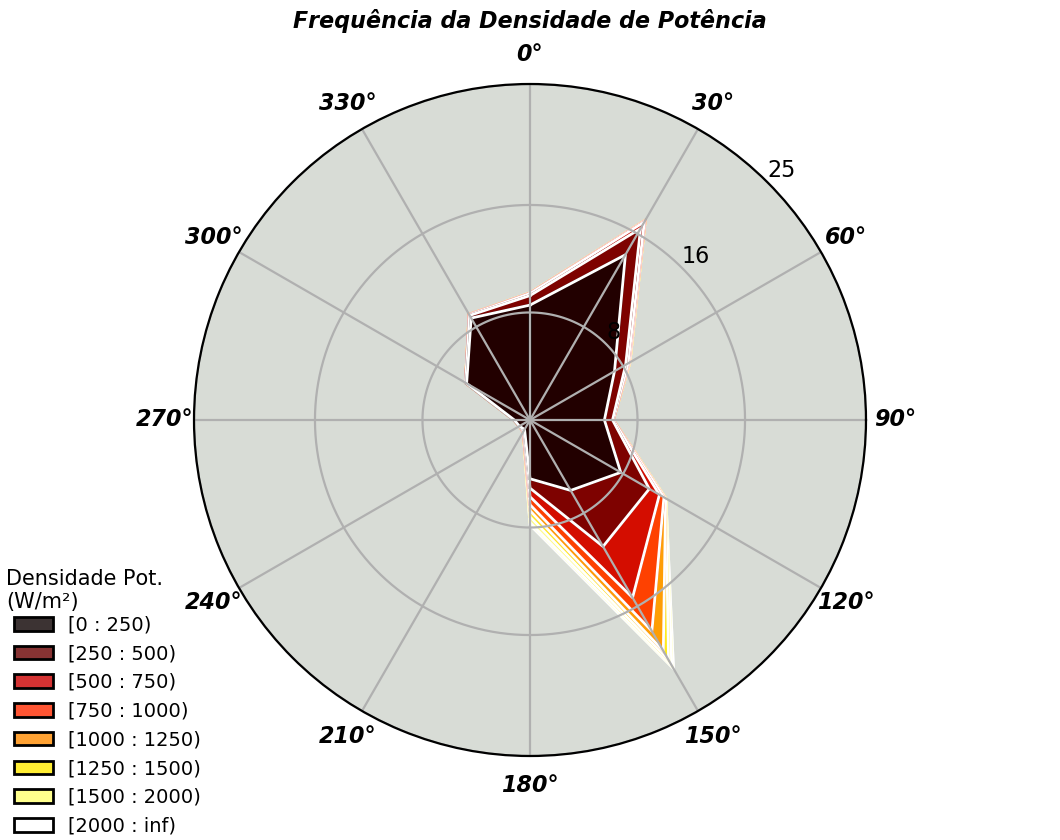 Frequência da Densidade de Potência
0°
330°
30°
25
300°
60°
16
8
270°
90°
Densidade Pot.
(W/m²)
240°
120°
[0 : 250)
[250 : 500)
[500 : 750)
[750 : 1000)
210°
150°
[1000 : 1250)
[1250 : 1500)
180°
[1500 : 2000)
[2000 : inf)